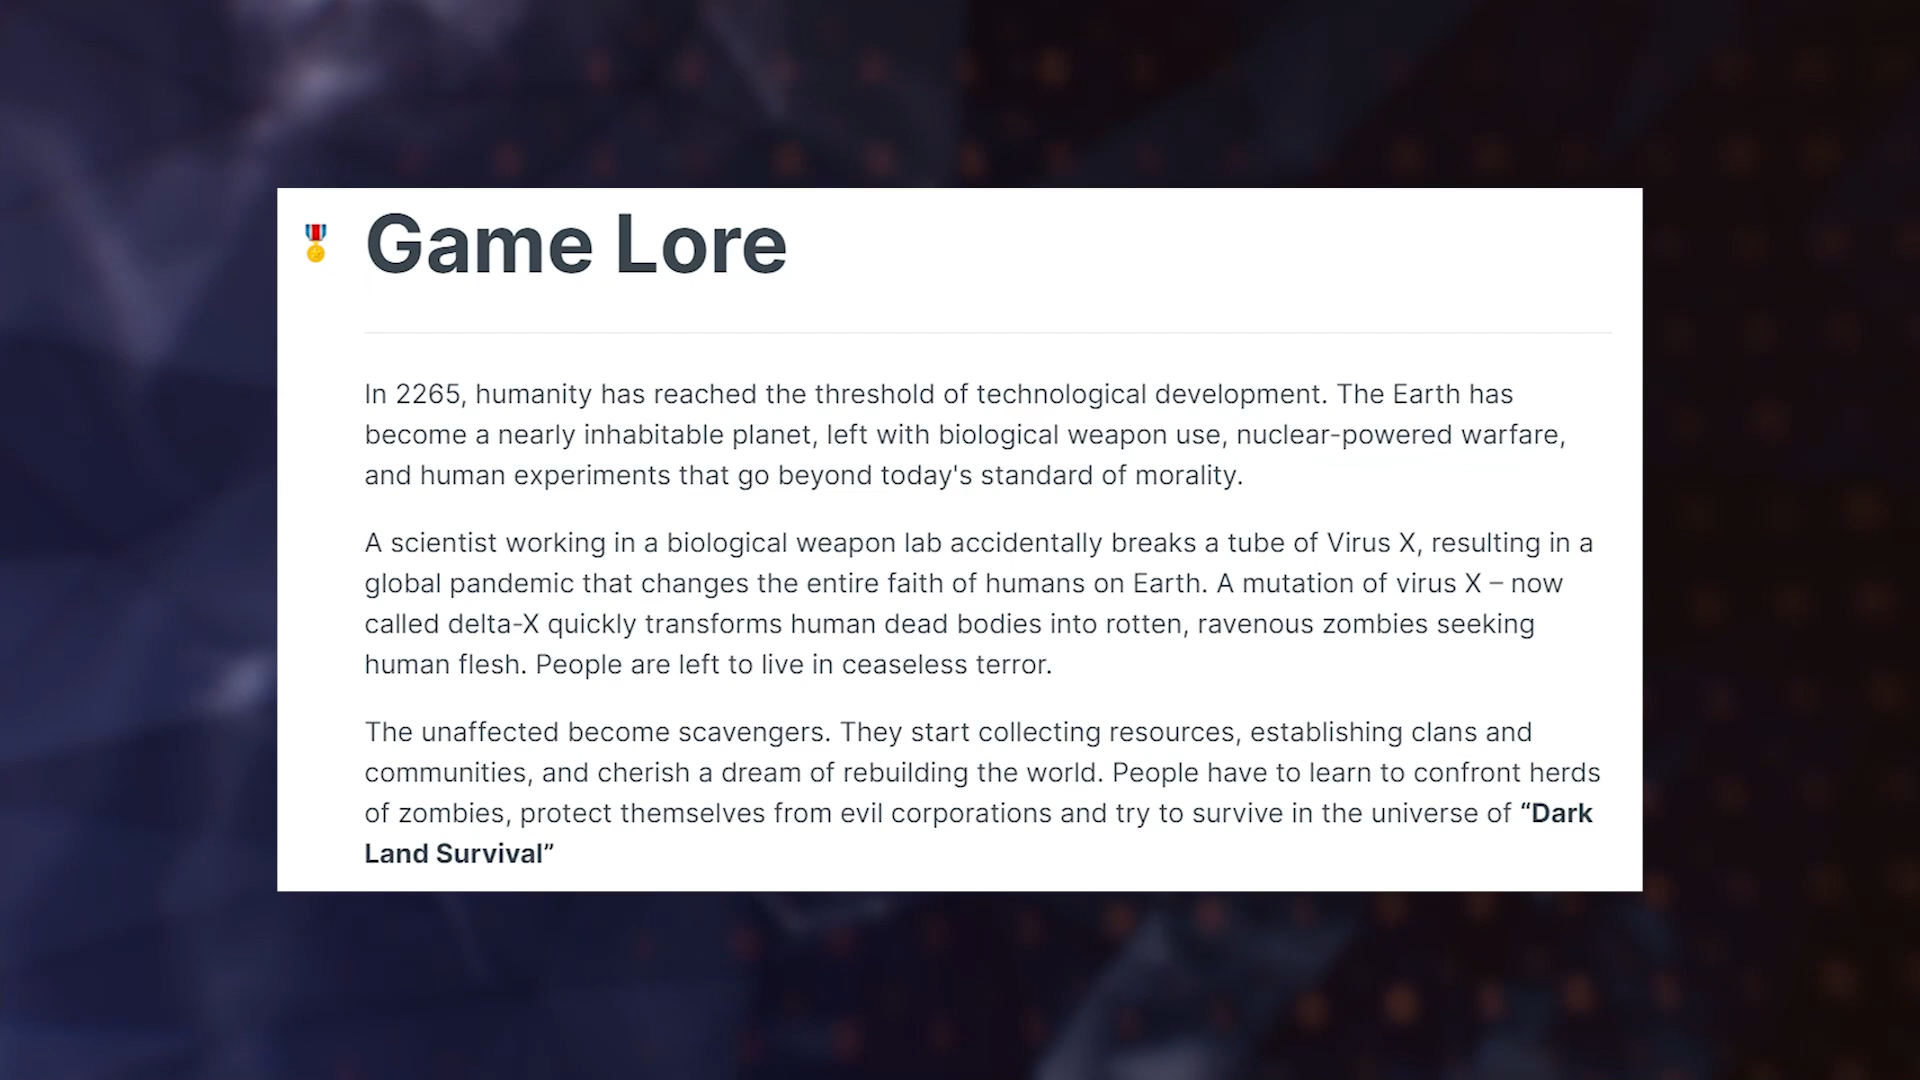 Game Lore
In 2265, humanity has reached the threshold of technological development. The Earth has
become a nearly inhabitable planet, left with biological weapon use, nuclear-powered warfare,
and human experiments that go beyond today's standard of morality.
A scientist working in a biological weapon lab accidentally breaks a tube of Virus X, resulting in a
global pandemic that changes the entire faith of humans on Earth. A mutation of virus X – now
called delta-X quickly transforms human dead bodies into rotten, ravenous zombies seeking
human flesh. People are left to live in ceaseless terror.
The unaffected become scavengers. They start collecting resources, establishing clans and
communities, and cherish a dream of rebuilding the world. People have to learn to confront herds
of zombies, protect themselves from evil corporations and try to survive in the universe of “Dark
Land Survival”